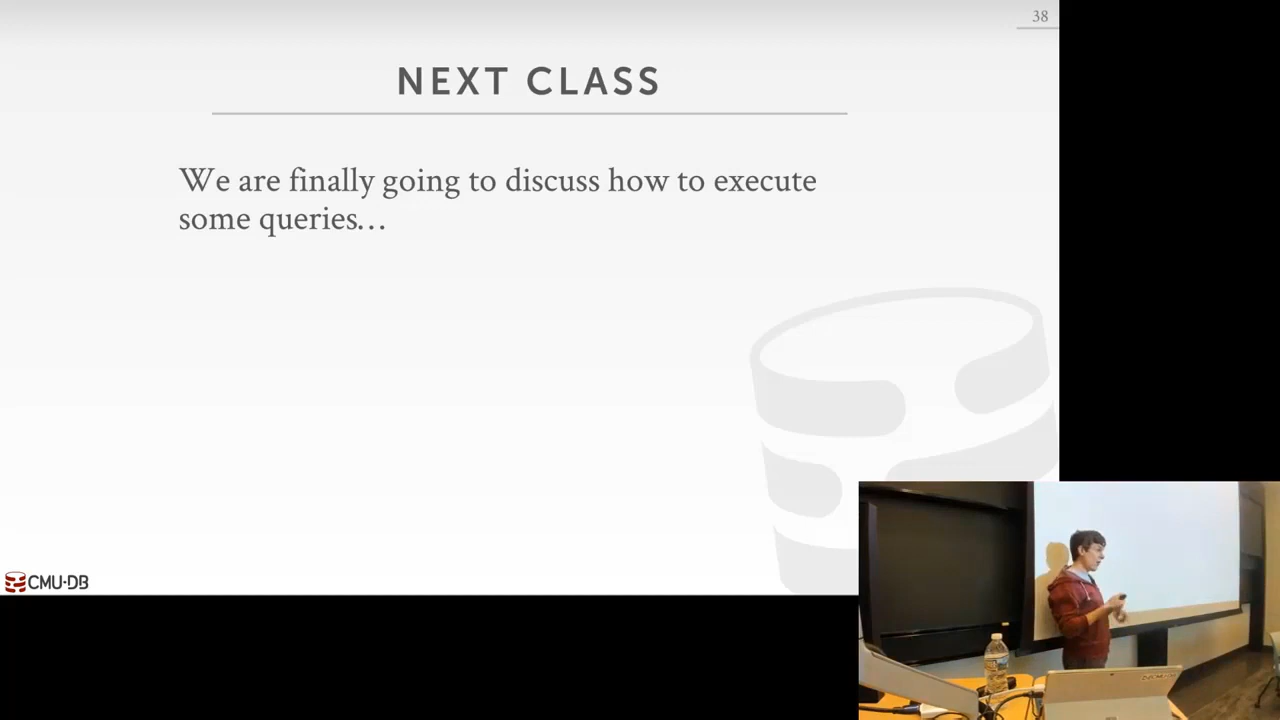 38
NEXT CLASS
We are finally going to discuss how to execute
some queries…
CMU·DB